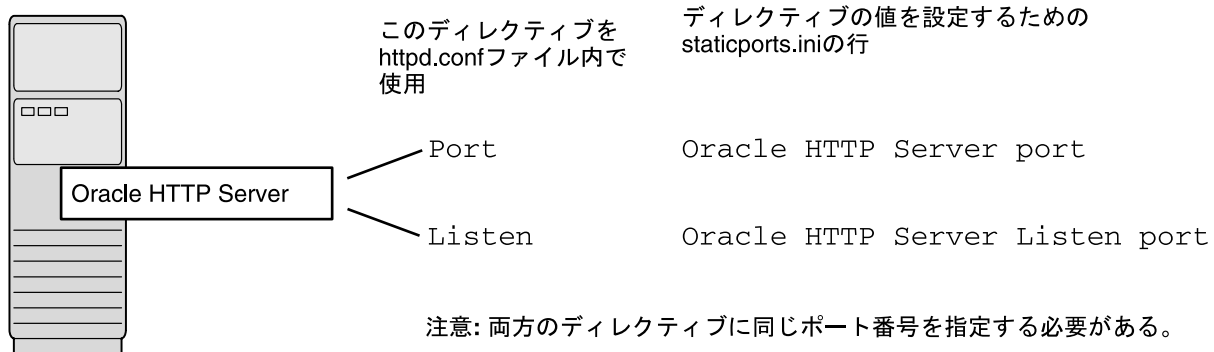 このディレクティブを
httpd.confファイル内で
使用
ディレクティブの値を設定するための
staticports.iniの行
Oracle HTTP Server
Port
Oracle HTTP Server port
Listen
Oracle HTTP Server Listen port
注意: 両方のディレクティブに同じポート番号を指定する必要がある。